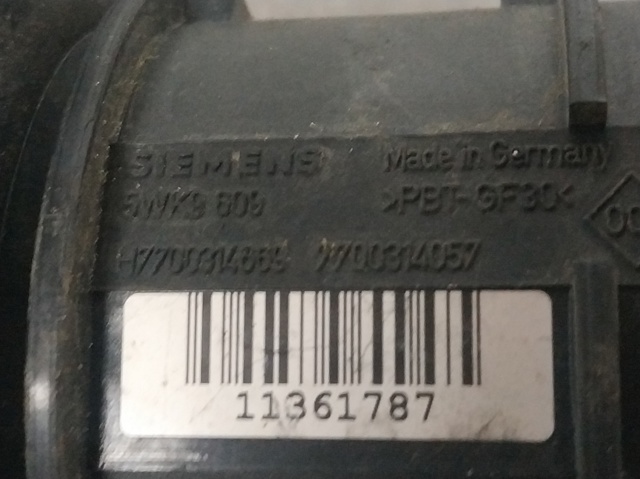 SIEMENS Made in Germany
5WK9 609 >PBT-GF30<
H7700314669 7700314057
11361787